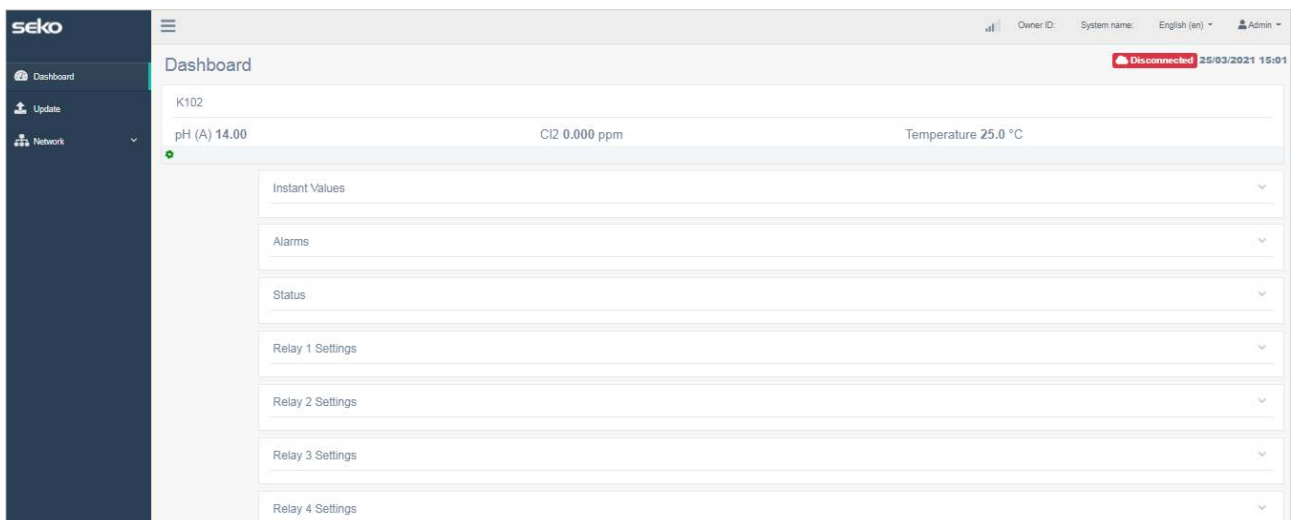 seko
Owner ID: System name: English (en) Admin
Dashboard
Update
Network
Dashboard
Disconnected 25/03/2021 15:01
K102
pH (A) 14.00 Cl2 0.000 ppm Temperature 25.0 °C
Instant Values
Alarms
Status
Relay 1 Settings
Relay 2 Settings
Relay 3 Settings
Relay 4 Settings